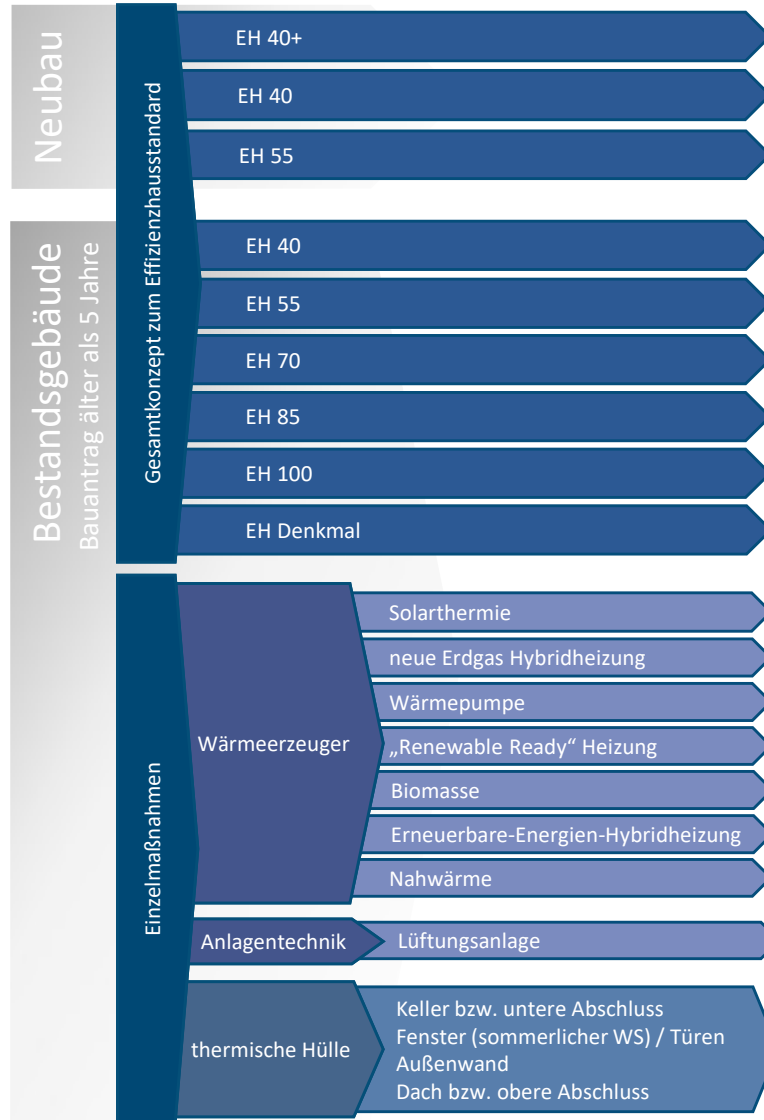 Neubau
Gesamtkonzept zum Effizienzhausstandard
EH 40+
EH 40
EH 55
Bestandsgebäude
Bauantrag älter als 5 Jahre
EH 40
EH 55
EH 70
EH 85
EH 100
EH Denkmal
Einzelmaßnahmen
Wärmeerzeuger
Solarthermie
neue Erdgas Hybridheizung
Wärmepumpe
„Renewable Ready“ Heizung
Biomasse
Erneuerbare-Energien-Hybridheizung
Nahwärme
Anlagentechnik
Lüftungsanlage
thermische Hülle
Keller bzw. untere Abschluss
Fenster (sommerlicher WS) / Türen
Außenwand
Dach bzw. obere Abschluss